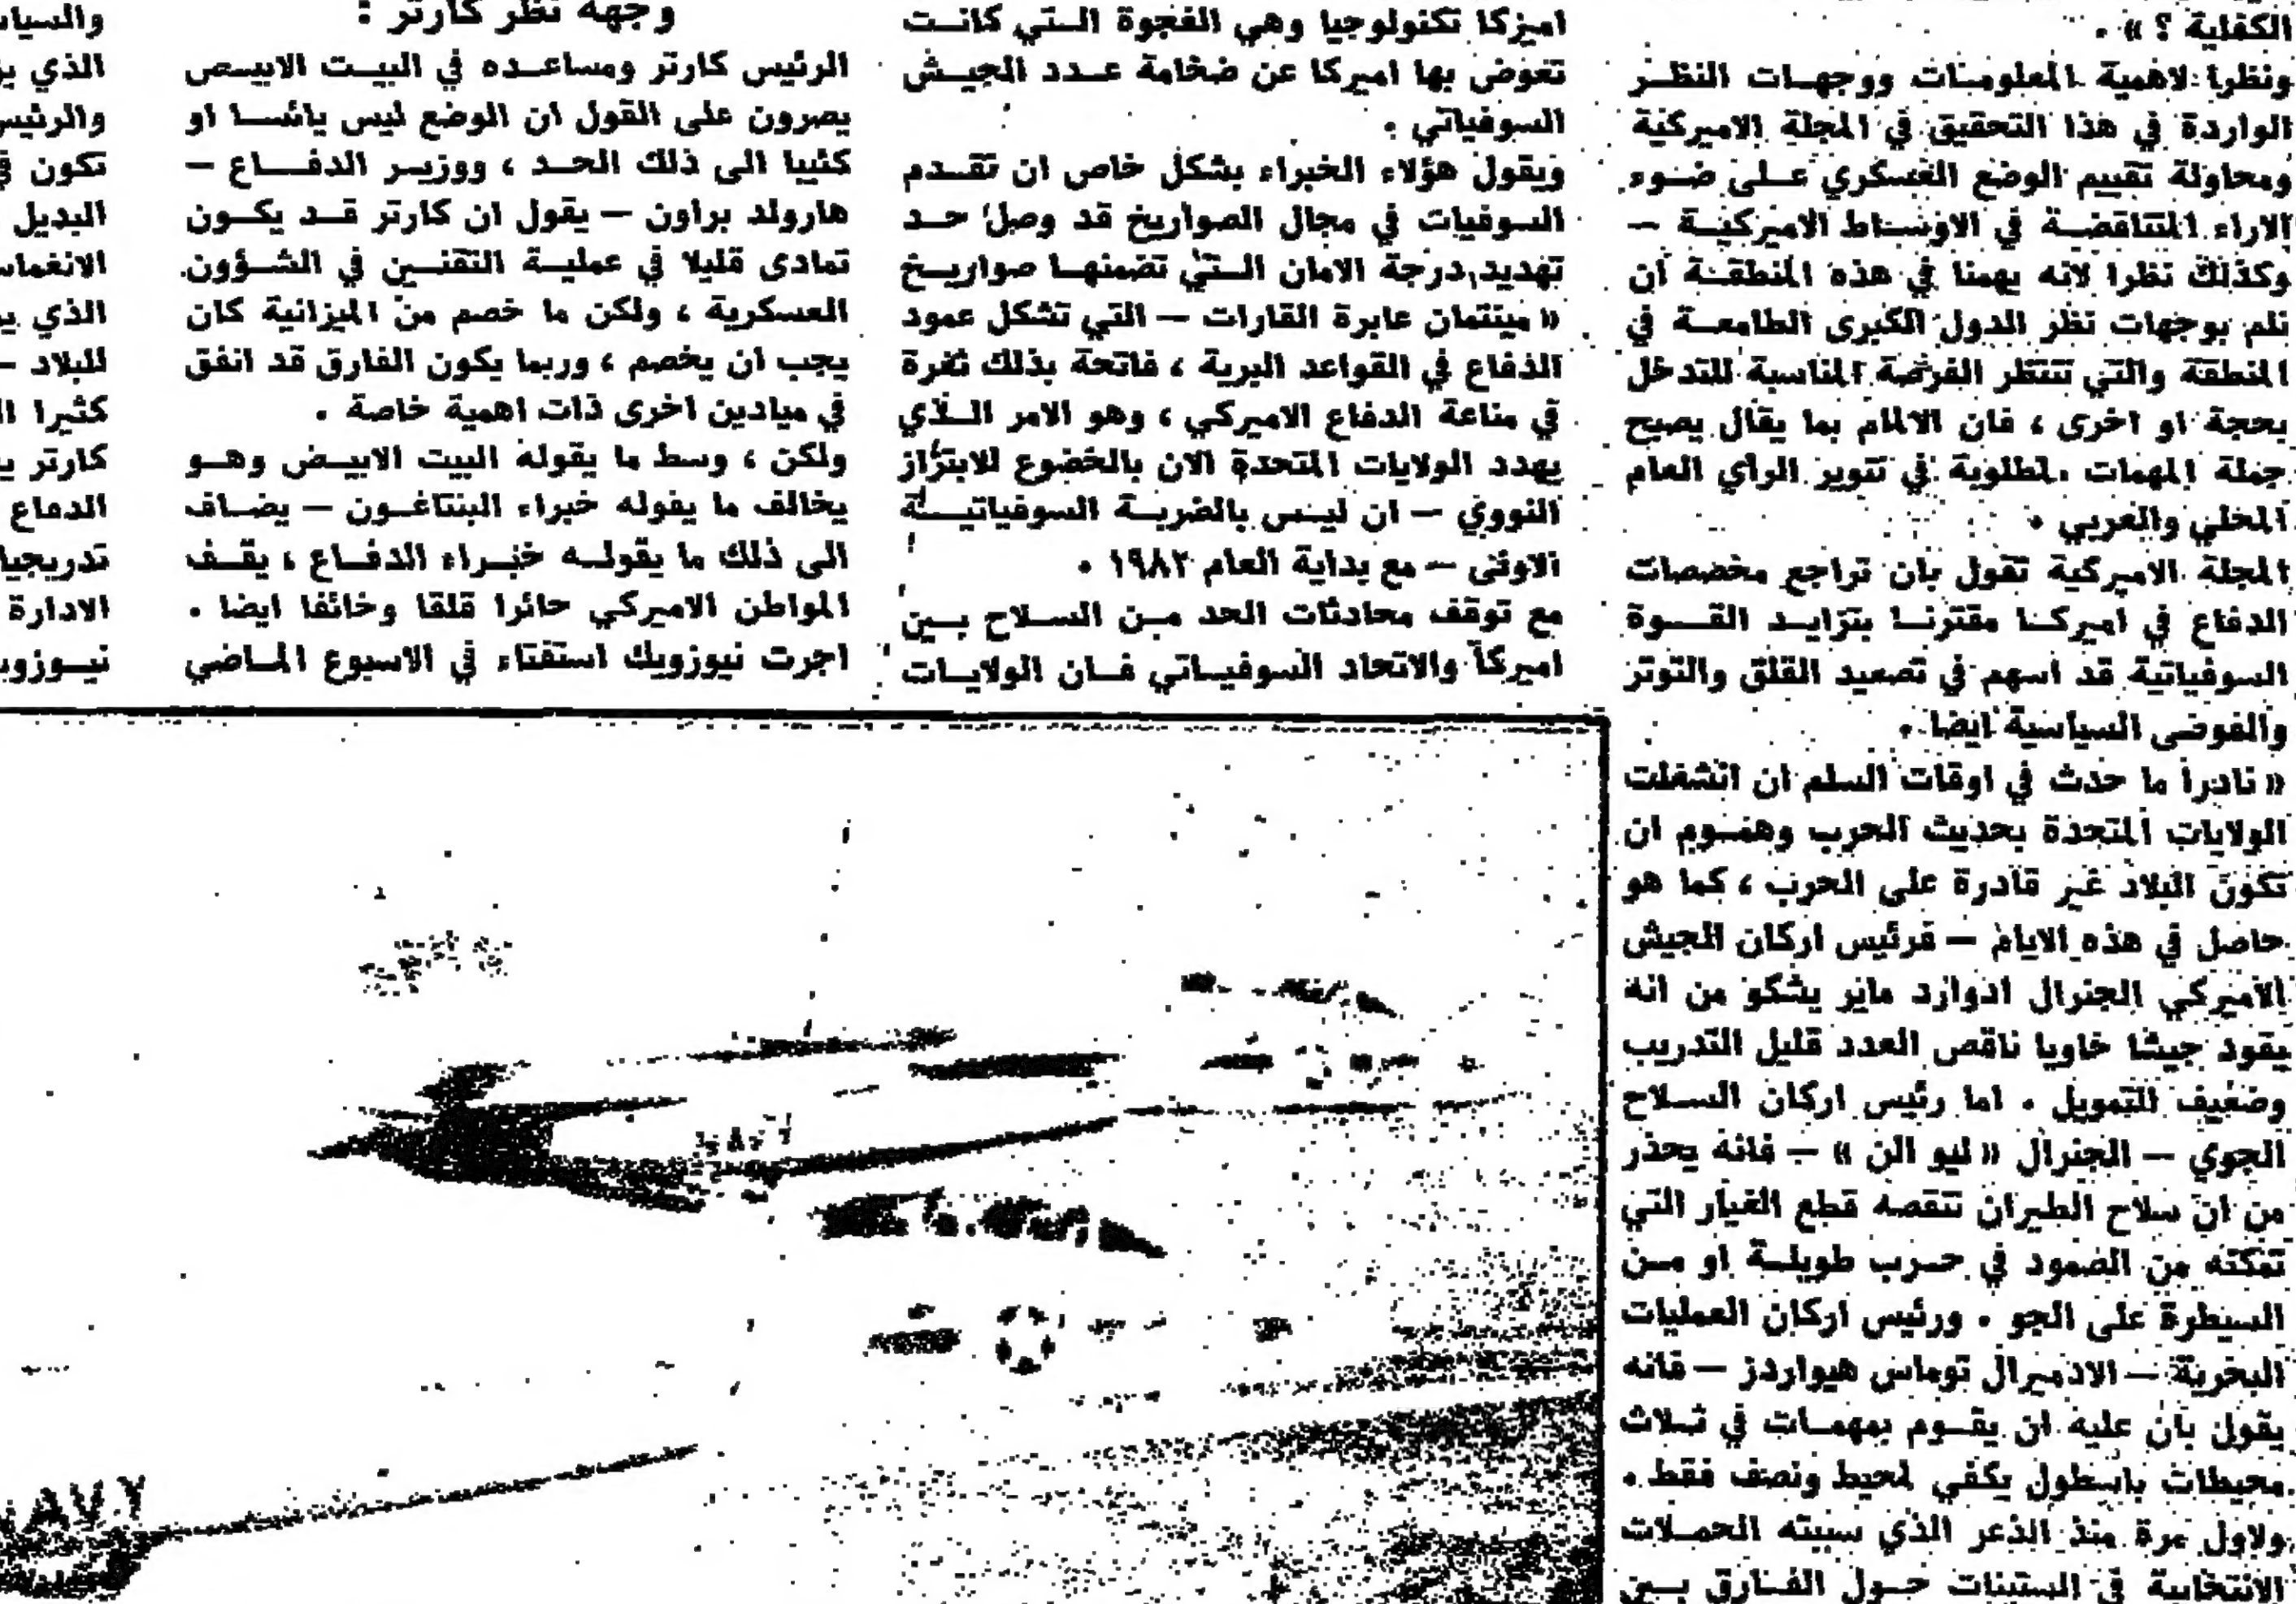 الكفلية ؟ » .
ونظرا لاهمية المعلومات ووجهات النظر
الواردة في هذا التحقيق في المجلة الاميركية
ومحاولة تقييم الوضع العسكري على ضوء
الاراء المتناقضة في الاوساط الاميركية —
وكذلك نظرا لانه يهمنا في هذه المنطقة ان
نلم بوجهات نظر الدول الكبرى الطامعة في
المنطقة والتي تنتظر الفرصة المناسبة للتدخل
بحجة او اخرى ، فان الالمام بما يقال يصبح
جملة المهمات المطلوبة في تنوير الراي العام
المحلي والعربي .
المجلة الاميركية تقول بان تراجع مخصصات
الدفاع في اميركا مقترنا بتزايد القوة
السوفياتية قد اسهم في تصعيد القلق والتوتر
والفوضى السياسية ايضا .
« نادرا ما حدث في اوقات السلم ان انشغلت
الولايات المتحدة بحديث الحرب وهموم ان
تكون البلاد غير قادرة على الحرب ، كما هو
حاصل في هذه الايام — فرئيس اركان الجيش
الاميركي الجنرال ادوارد ماير يشكو من انه
يقود جيشا خاويا ناقص العدد قليل التدريب
وضعيف التمويل . اما رئيس اركان السلاح
الجوي — الجنرال « ليو الن » — فانه يحذر
من ان سلاح الطيران تنقصه قطع الغيار التي
تمكنه من الصمود في حرب طويلة او من
السيطرة على الجو . ورئيس اركان العمليات
البحرية — الادميرال توماس هيواردز — فانه
يقول بان عليه ان يقوم بمهمات في ثلاث
محيطات باسطول يكفي لمحيط ونصف فقط .
ولاول مرة منذ الذعر الذي سببته الحملات
الانتخابية في الستينات حول الفارق بين
اميركا تكنولوجيا وهي الفجوة التي كانت
تعوض بها اميركا عن ضخامة عدد الجيش
السوفياتي .
ويقول هؤلاء الخبراء بشكل خاص ان تقدم
السوفيات في مجال الصواريخ قد وصل حد
تهديد درجة الامان التي تضمنها صواريخ
« مينتمان عابرة القارات — التي تشكل عمود
الدفاع في القواعد البرية ، فاتحة بذلك ثغرة
في مناعة الدفاع الاميركي ، وهو الامر الذي
يهدد الولايات المتحدة الان بالخضوع للابتزاز
النووي — ان ليس بالضربة السوفياتية
الاولى — مع بداية العام ١٩٨٢ .
مع توقف محادثات الحد من السلاح بين
اميركا والاتحاد السوفياتي فان الولايات
وجهة نظر كارتر :
الرئيس كارتر ومساعده في البيت الابيض
يصرون على القول ان الوضع ليس يائسا او
كئيبا الى ذلك الحد ، ووزير الدفاع —
هارولد براون — يقول ان كارتر قد يكون
تمادى قليلا في عملية التقنين في الشؤون
العسكرية ، ولكن ما خصم من الميزانية كان
يجب ان يخصم ، وربما يكون الفارق قد انفق
في ميادين اخرى ذات اهمية خاصة .
ولكن ، وسط ما يقوله البيت الابيض وهو
يخالف ما يقوله خبراء البنتاغون — يضاف
الى ذلك ما يقوله خبراء الدفاع ، يقف
المواطن الاميركي حائرا قلقا وخائفا ايضا .
اجرت نيوزويك استفتاء في الاسبوع الماضي
الذي
تكون
البديل
الذي
للبلاد —
كثيرا
كارتر
الدفاع
تدريجيا
الادارة